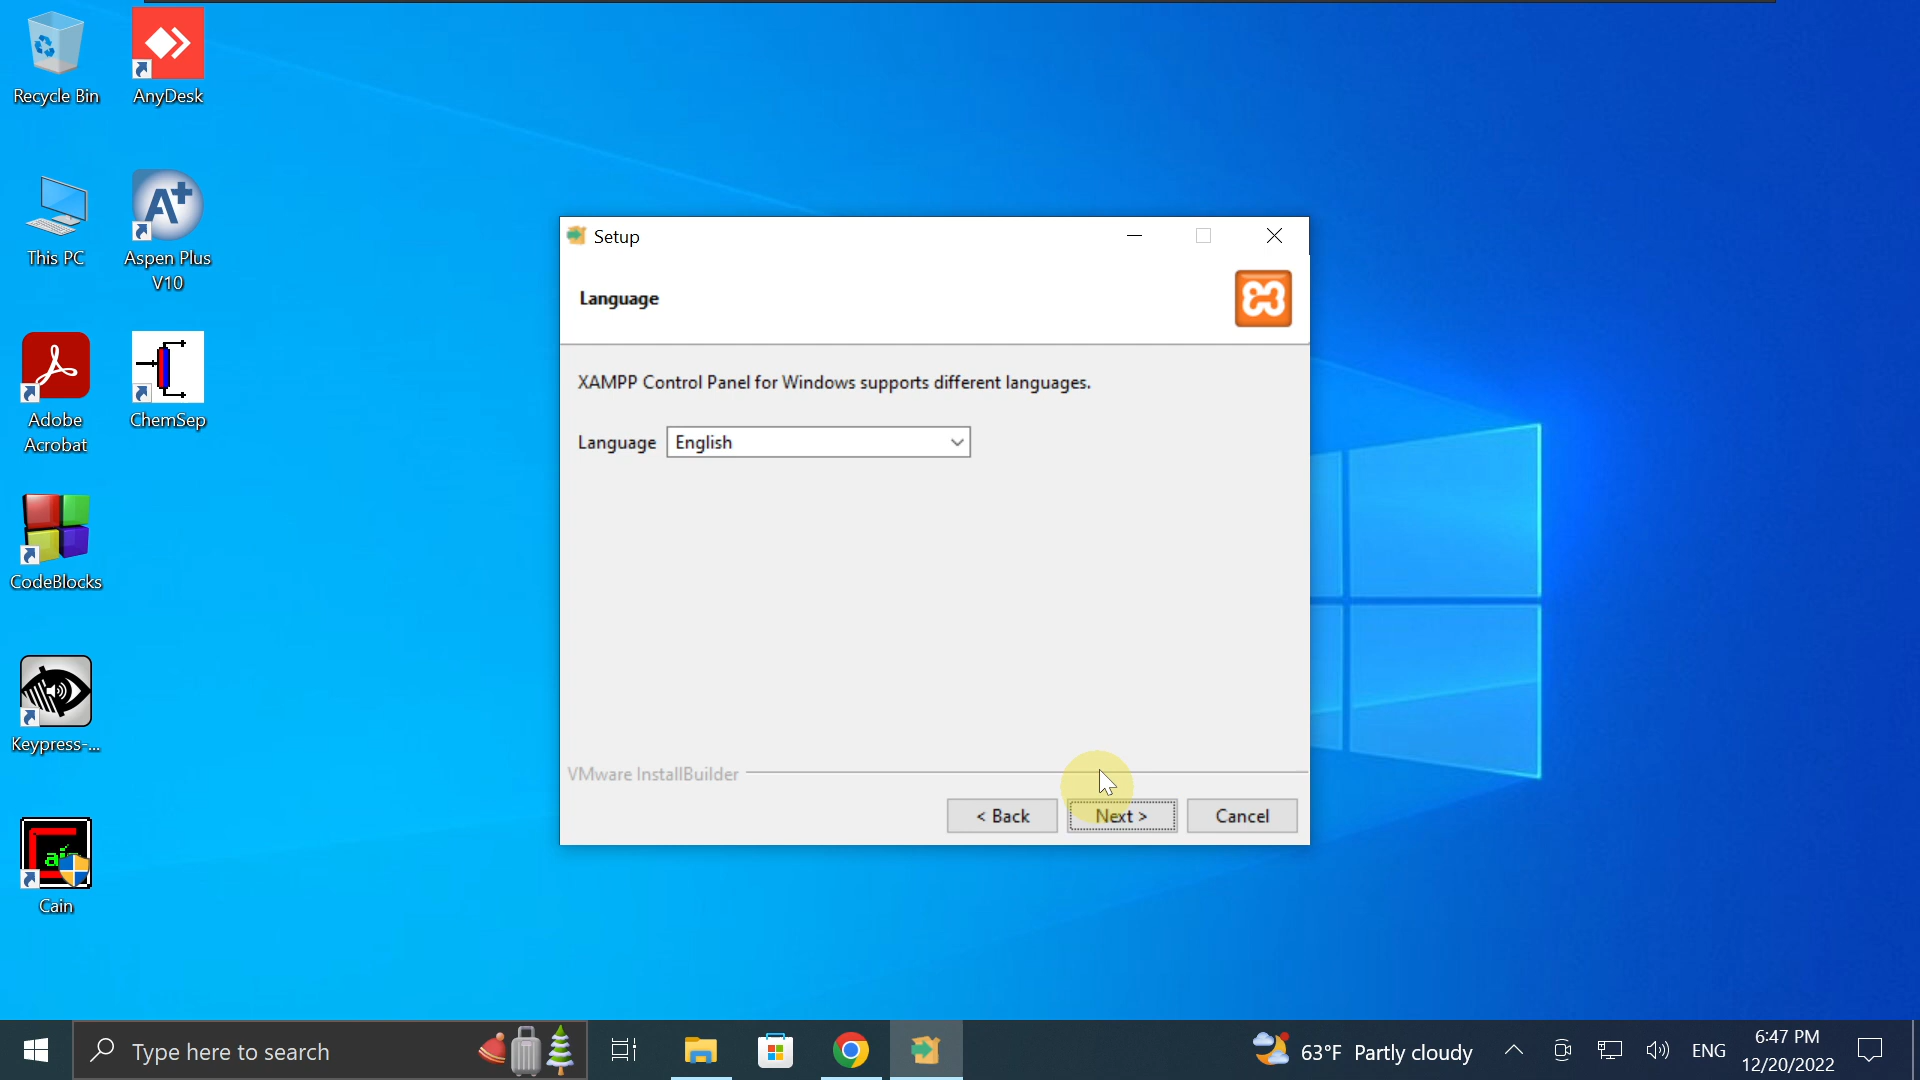 Recycle Bin
AnyDesk
This PC
Aspen Plus
V10
Adobe
Acrobat
ChemSep
CodeBlocks
Keypress-...
Cain
Setup
Language
XAMPP Control Panel for Windows supports different languages.
Language English
VMware InstallBuilder
< Back Next > Cancel
Type here to search
63°F Partly cloudy
ENG
6:47 PM
12/20/2022